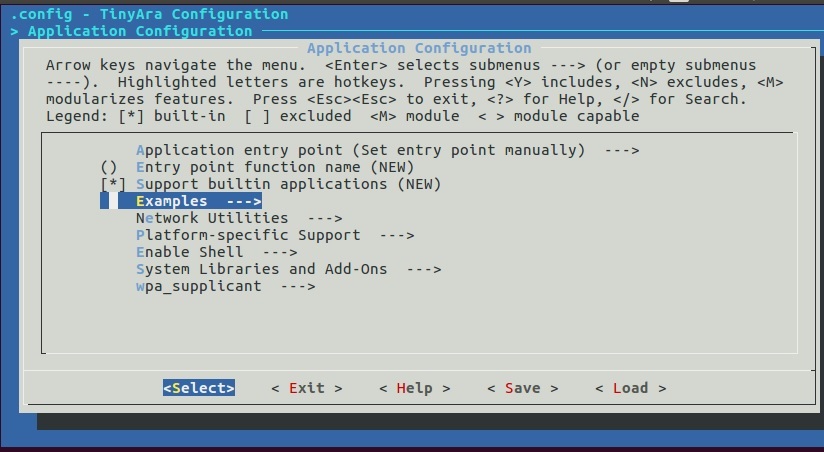 .config - TinyAra Configuration
> Application Configuration
Application Configuration
Arrow keys navigate the menu.  <Enter> selects submenus ---> (or empty submenus
----).  Highlighted letters are hotkeys.  Pressing <Y> includes, <N> excludes, <M>
modularizes features.  Press <Esc><Esc> to exit, <?> for Help, </> for Search.
Legend: [*] built-in  [ ] excluded  <M> module  < > module capable
Application entry point (Set entry point manually)  --->
() Entry point function name (NEW)
[*] Support builtin applications (NEW)
Examples  --->
Network Utilities  --->
Platform-specific Support  --->
Enable Shell  --->
System Libraries and Add-Ons  --->
wpa_supplicant  --->
<Select>    < Exit >    < Help >    < Save >    < Load >